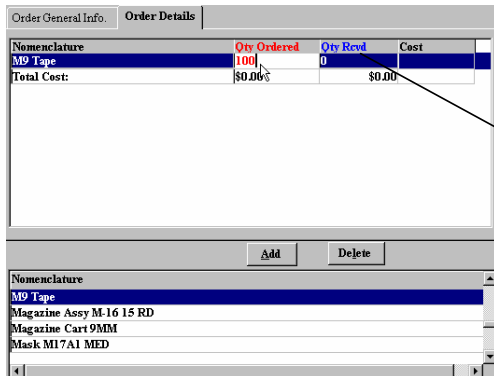 Order General Info. Order Details
Nomenclature Qty Ordered Qty Rcvd Cost
M9 Tape 100 0
Total Cost: $0.00 $0.00
Add Delete
Nomenclature
M9 Tape
Magazine Assy M-16 15 RD
Magazine Cart 9MM
Mask M17A1 MED